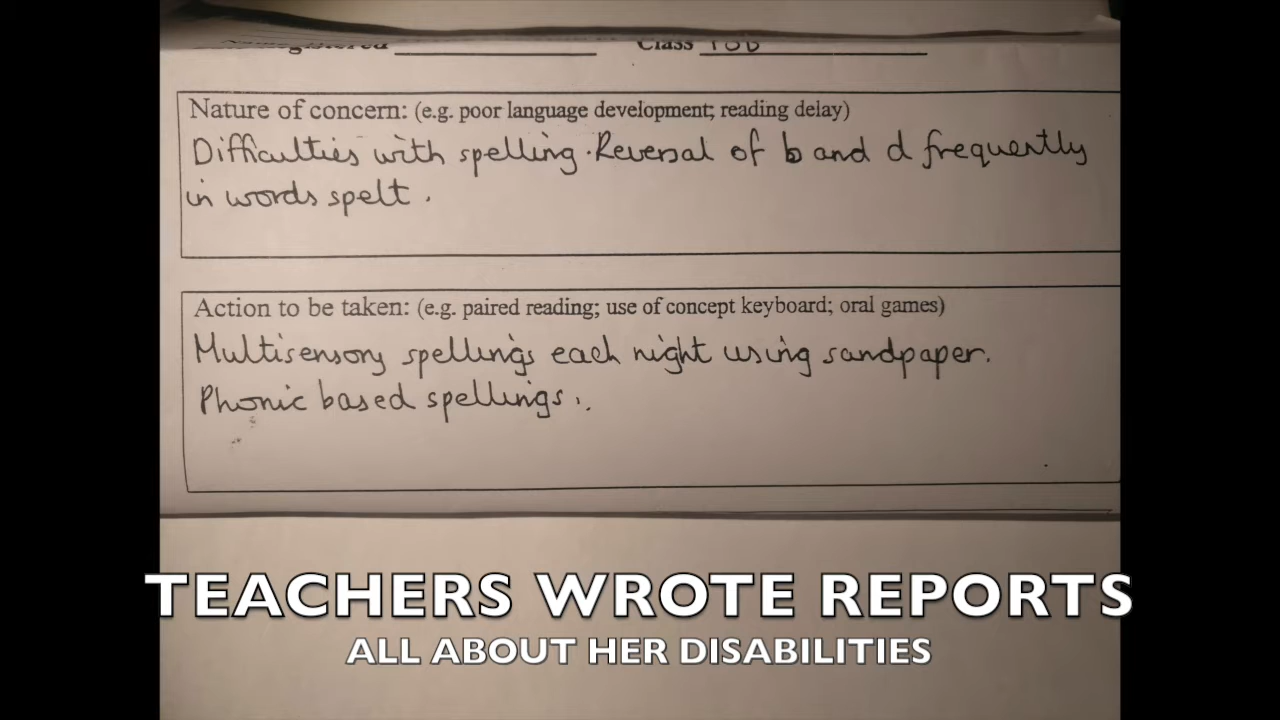 Class
Nature of concern: (e.g. poor language development; reading delay)
Difficulties with spelling. Reversal of b and d frequently
in words spelt.
Action to be taken: (e.g. paired reading; use of concept keyboard; oral games)
Multisensory spellings each night using sandpaper.
Phonic based spellings.
TEACHERS WROTE REPORTS
ALL ABOUT HER DISABILITIES